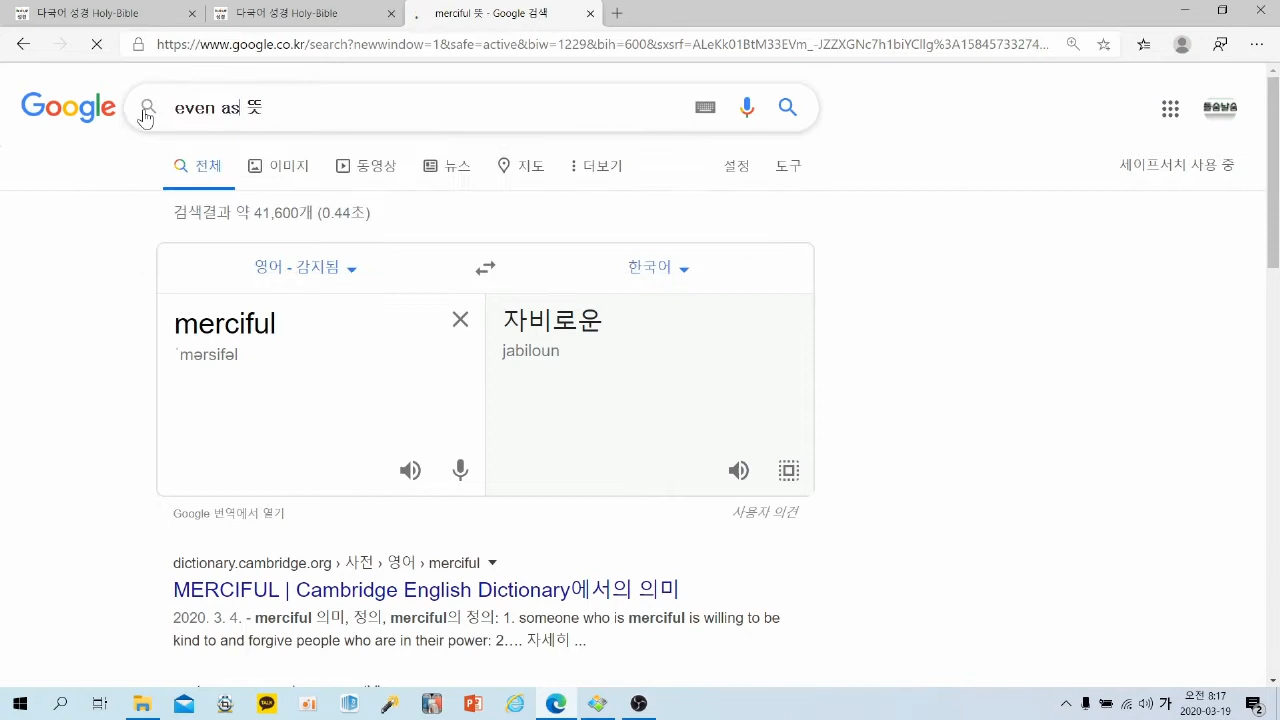 다국어 성경 Holy-Bible
다국어 성경 Holy-Bible
merciful 뜻 - Google 검색
https://www.google.co.kr/search?newwindow=1&safe=active&biw=1229&bih=600&sxsrf=ALeKk01BtM33EVm_-JZZXGNc7h1biYCllg%3A15845733274...
Google
even as 뜻
전체 이미지 동영상 뉴스 지도 더보기 설정 도구
세이프서치 사용 중
검색결과 약 41,600개 (0.44초)
영어 - 감지됨
한국어
merciful
자비로운
ˈmərsifəl
jabiloun
Google 번역에서 열기
사용자 의견
dictionary.cambridge.org › 사전 › 영어 › merciful
MERCIFUL | Cambridge English Dictionary에서의 의미
2020. 3. 4. - merciful 의미, 정의, merciful의 정의: 1. someone who is merciful is willing to be
kind to and forgive people who are in their power: 2.… 자세히 ...
TALK
가
오전 8:17
2020-03-19
2